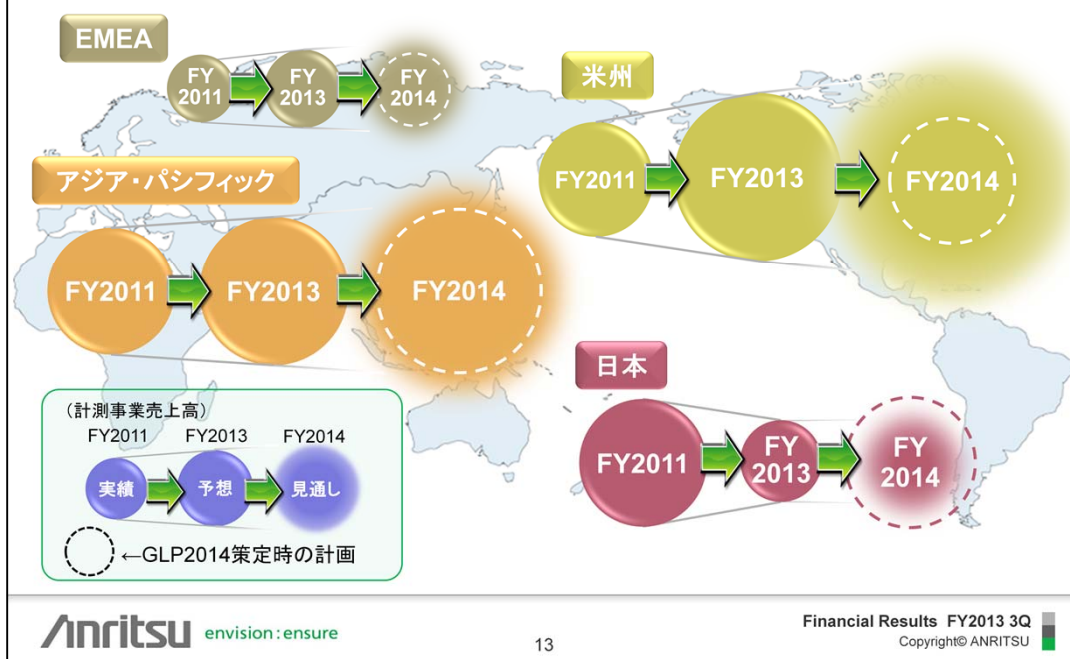 EMEA
FY
2011
FY
2013
FY
2014
米州
FY2011
FY2013
FY2014
アジア・パシフィック
FY2011
FY2013
FY2014
日本
FY2011
FY
2013
FY
2014
（計測事業売上高）
FY2011 FY2013 FY2014
実績 予想 見通し
←GLP2014策定時の計画
Anritsu envision : ensure
13
Financial Results FY2013 3Q
Copyright© ANRITSU